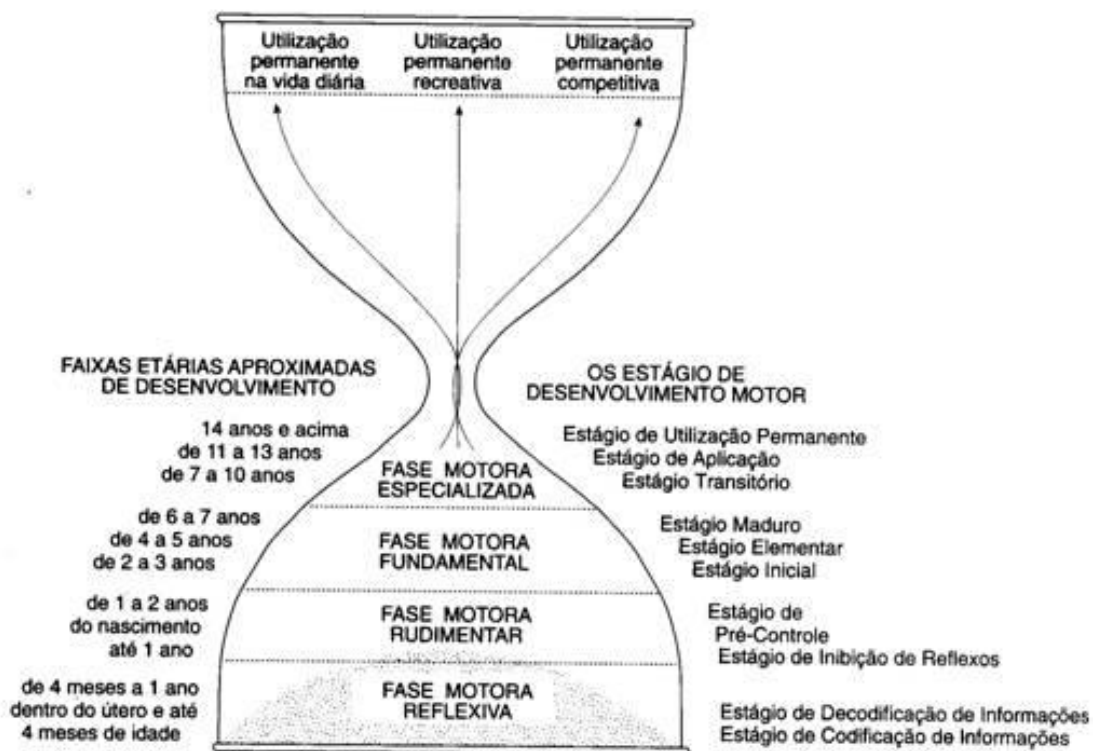 Utilização permanente na vida diária
Utilização permanente recreativa
Utilização permanente competitiva
FAIXAS ETÁRIAS APROXIMADAS
DE DESENVOLVIMENTO
OS ESTÁGIO DE
DESENVOLVIMENTO MOTOR
14 anos e acima
de 11 a 13 anos
de 7 a 10 anos
FASE MOTORA
ESPECIALIZADA
Estágio de Utilização Permanente
Estágio de Aplicação
Estágio Transitório
de 6 a 7 anos
de 4 a 5 anos
de 2 a 3 anos
FASE MOTORA
FUNDAMENTAL
Estágio Maduro
Estágio Elementar
Estágio Inicial
de 1 a 2 anos
do nascimento
até 1 ano
FASE MOTORA
RUDIMENTAR
Estágio de
Pré-Controle
Estágio de Inibição de Reflexos
de 4 meses a 1 ano
dentro do útero e até
4 meses de idade
FASE MOTORA
REFLEXIVA
Estágio de Decodificação de Informações
Estágio de Codificação de Informações